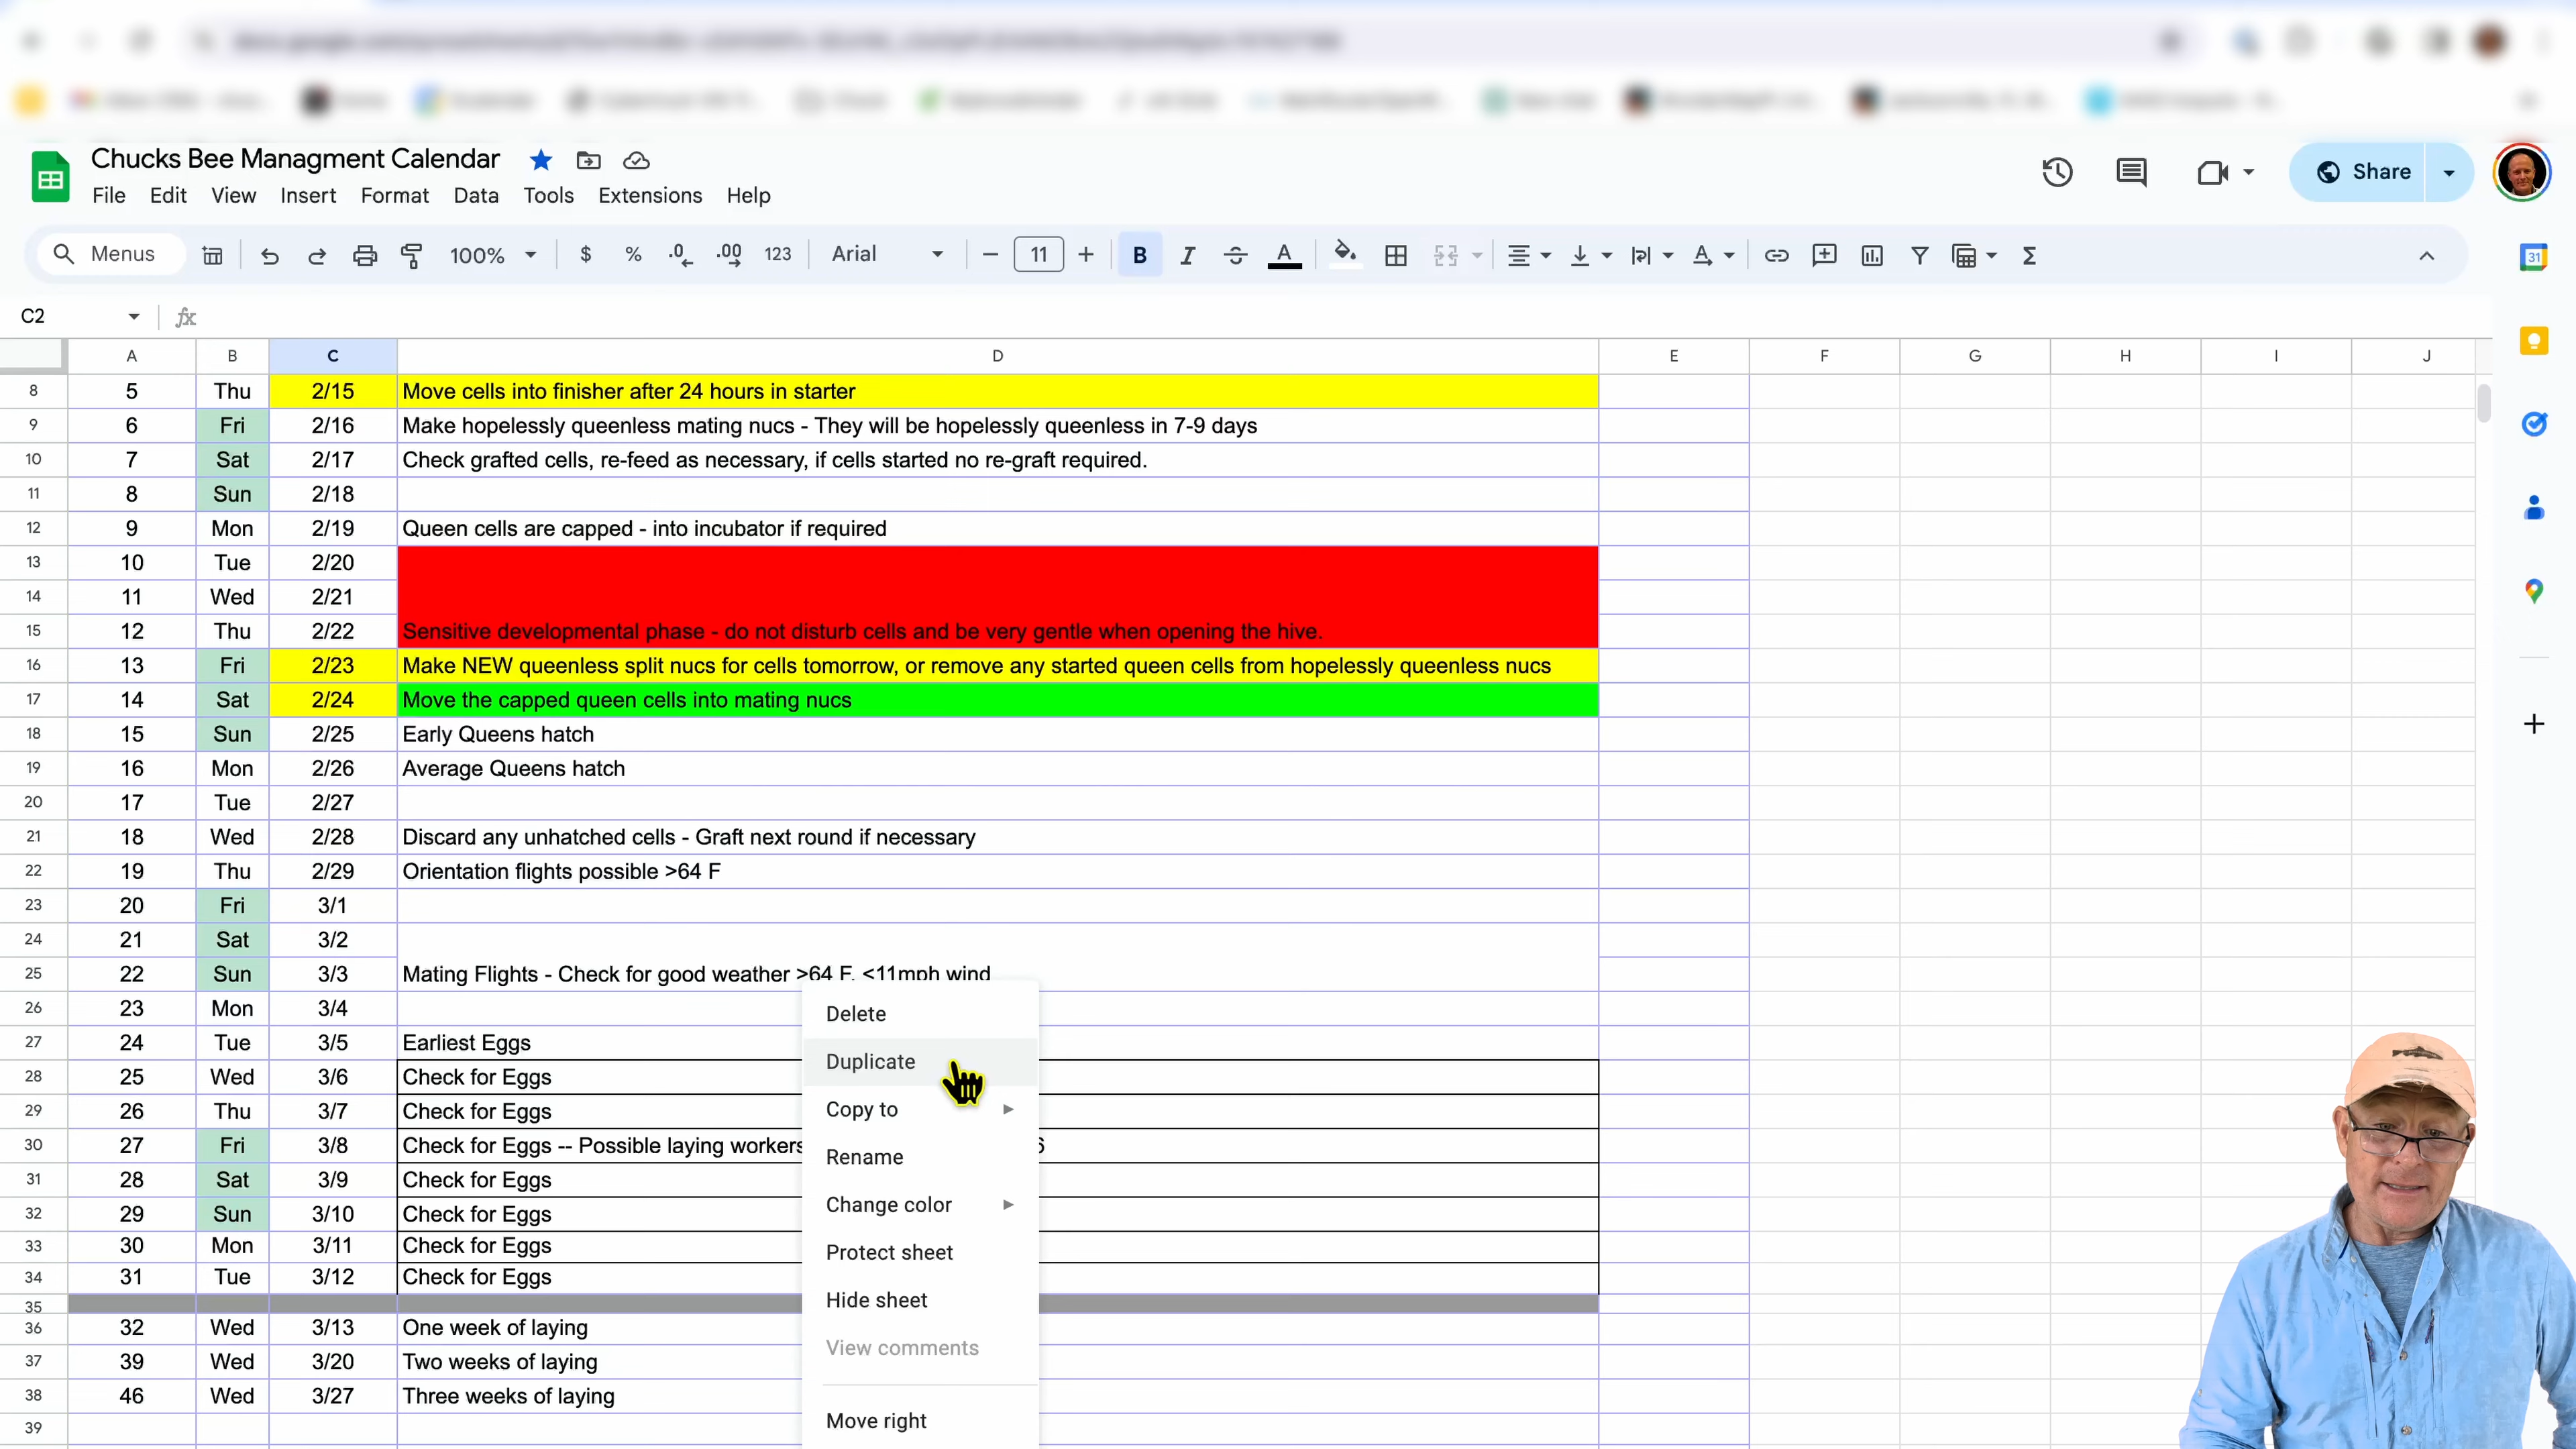 Chucks Bee Managment Calendar
File Edit View Insert Format Data Tools Extensions Help
Share
Menus 100% $ % .0 .00 123 Arial 11 B I A A Σ
31
C2 fx
A B C D E F G H I J
8 5 Thu 2/15 Move cells into finisher after 24 hours in starter
9 6 Fri 2/16 Make hopelessly queenless mating nucs - They will be hopelessly queenless in 7-9 days
10 7 Sat 2/17 Check grafted cells, re-feed as necessary, if cells started no re-graft required.
11 8 Sun 2/18
12 9 Mon 2/19 Queen cells are capped - into incubator if required
13 10 Tue 2/20
14 11 Wed 2/21
15 12 Thu 2/22 Sensitive developmental phase - do not disturb cells and be very gentle when opening the hive.
16 13 Fri 2/23 Make NEW queenless split nucs for cells tomorrow, or remove any started queen cells from hopelessly queenless nucs
17 14 Sat 2/24 Move the capped queen cells into mating nucs
18 15 Sun 2/25 Early Queens hatch
19 16 Mon 2/26 Average Queens hatch
20 17 Tue 2/27
21 18 Wed 2/28 Discard any unhatched cells - Graft next round if necessary
22 19 Thu 2/29 Orientation flights possible >64 F
23 20 Fri 3/1
24 21 Sat 3/2
25 22 Sun 3/3 Mating Flights - Check for good weather >64 F, <11mph wind
26 23 Mon 3/4
27 24 Tue 3/5 Earliest Eggs
28 25 Wed 3/6 Check for Eggs
29 26 Thu 3/7 Check for Eggs
30 27 Fri 3/8 Check for Eggs -- Possible laying workers
31 28 Sat 3/9 Check for Eggs
32 29 Sun 3/10 Check for Eggs
33 30 Mon 3/11 Check for Eggs
34 31 Tue 3/12 Check for Eggs
35
36 32 Wed 3/13 One week of laying
37 39 Wed 3/20 Two weeks of laying
38 46 Wed 3/27 Three weeks of laying
39
Delete
Duplicate
Copy to
Rename
Change color
Protect sheet
Hide sheet
View comments
Move right